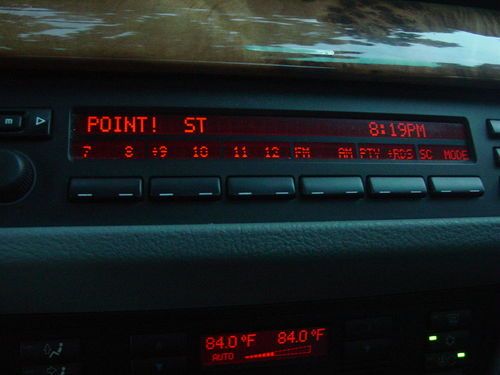 m
POINT! ST 8:19PM
7 8 *9 10 11 12 FM AM PTY *RDS SC MODE
84.0°F 84.0°F
AUTO